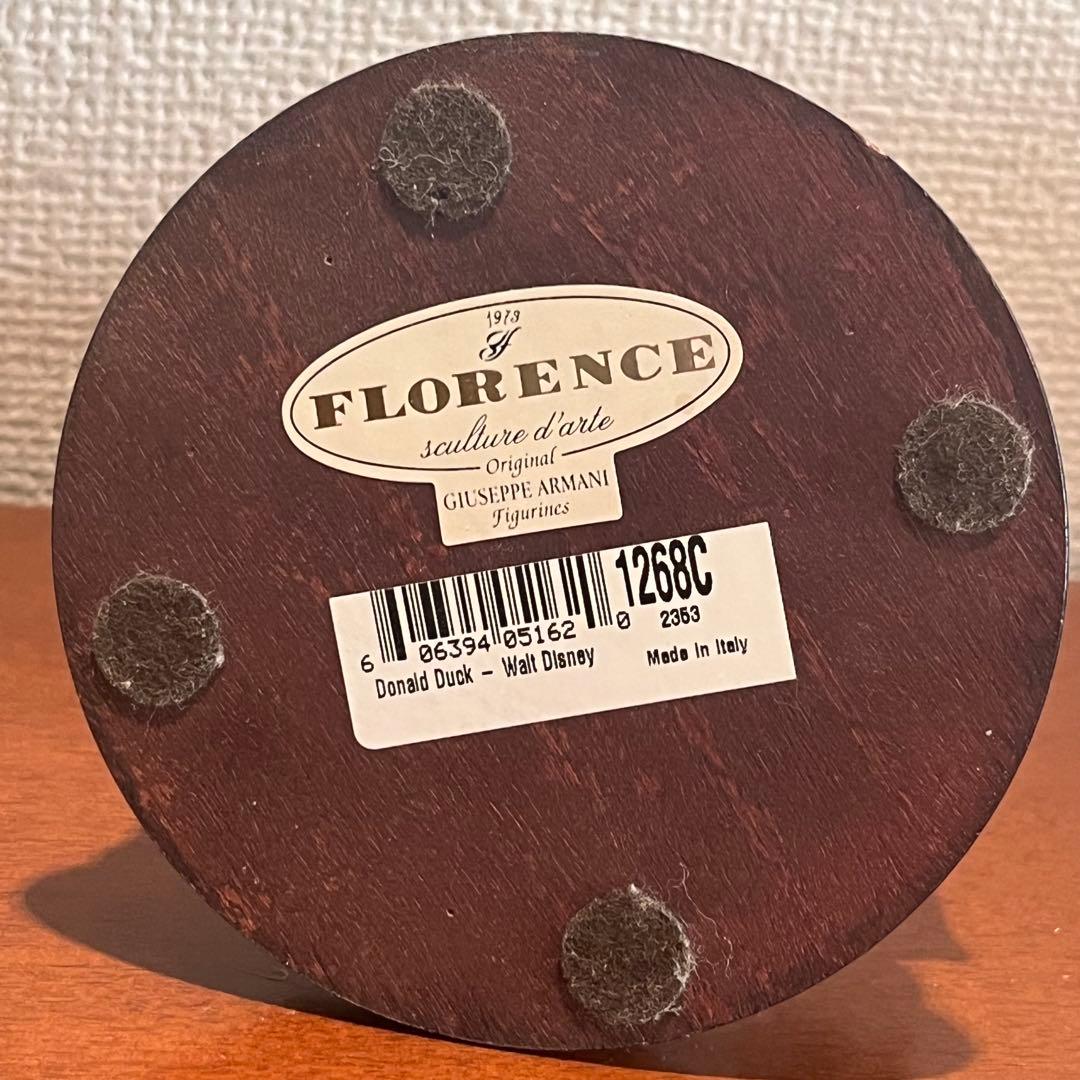 1973
FLORENCE
sculture d'arte
Original
GIUSEPPE ARMANI
Figurines
1268C
6 06394 05162 0 2353
Donald Duck - Walt Disney Made in Italy